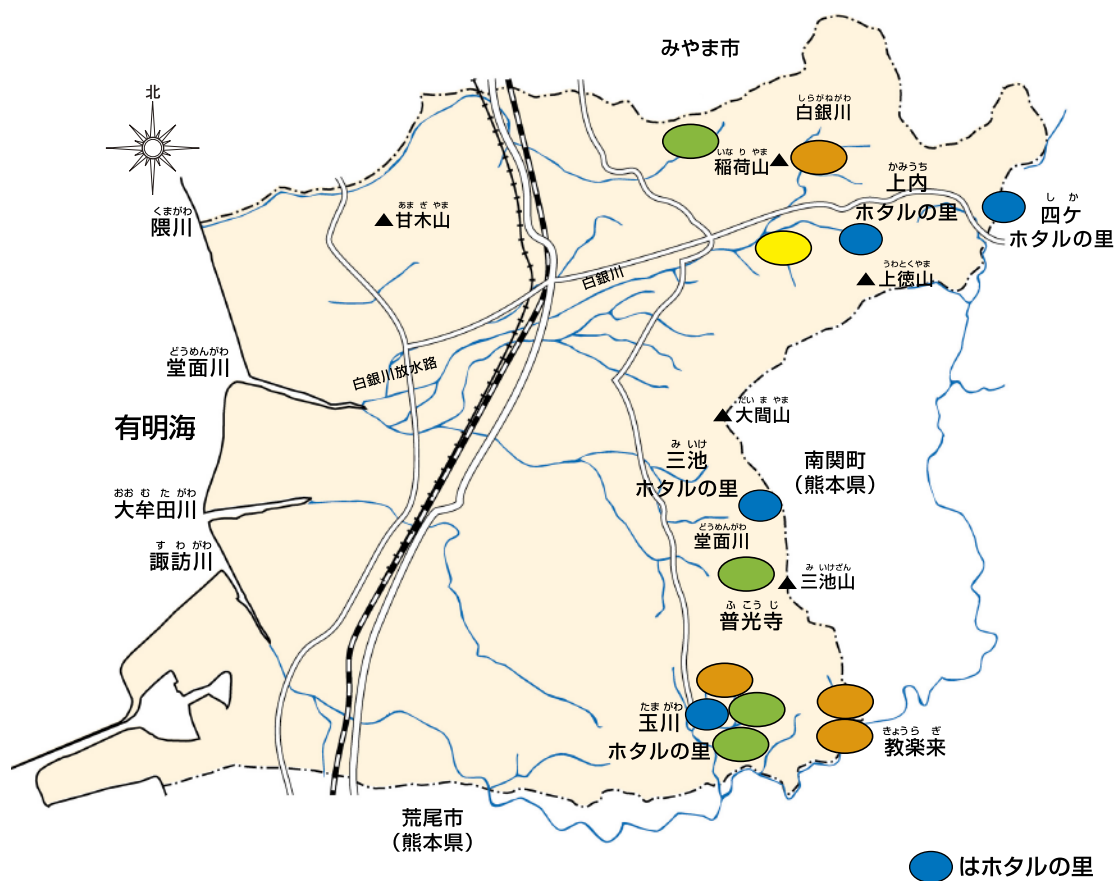 みやま市
北
しらがねがわ
白銀川
いなりやま
稲荷山
かみうち
上内
ホタルの里
しか
四ケ
ホタルの里
くまがわ
隈川
あまぎやま
甘木山
うわとくやま
上徳山
白銀川
どうめんがわ
堂面川
白銀川放水路
だいまやま
大間山
有明海
みいけ
三池
ホタルの里
南関町
(熊本県)
おおむたがわ
大牟田川
どうめんがわ
堂面川
すわがわ
諏訪川
みいけざん
三池山
ふこうじ
普光寺
たまがわ
玉川
ホタルの里
きょうらぎ
教楽来
荒尾市
(熊本県)
はホタルの里